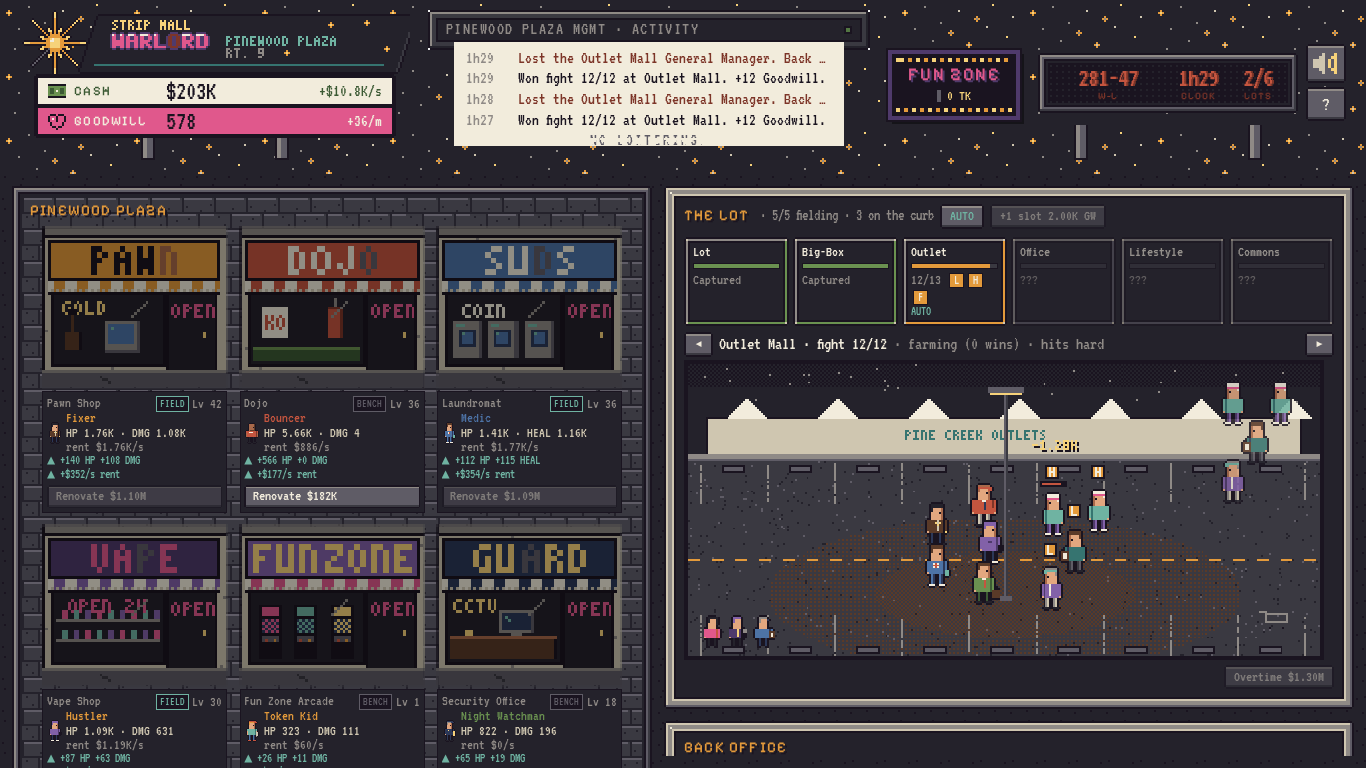 STRIP MALL
WARLORD
PINEWOOD PLAZA
RT. 9
CASH $203K +$10.8K/s
GOODWILL 578 +36/m
PINEWOOD PLAZA MGMT · ACTIVITY
1h29 Lost the Outlet Mall General Manager. Back …
1h29 Won fight 12/12 at Outlet Mall. +12 Goodwill.
1h28 Lost the Outlet Mall General Manager. Back …
1h27 Won fight 12/12 at Outlet Mall. +12 Goodwill.
NO LOITERING
FUN ZONE
0 TK
281-47 1h29 2/6
W-L CLOCK LOTS
?
PINEWOOD PLAZA
PAWN DOJO SUDS
GOLD OPEN KO OPEN COIN OPEN
Pawn Shop FIELD Lv 42
Fixer
HP 1.76K · DMG 1.08K
rent $1.76K/s
▲ +140 HP +108 DMG
▲ +$352/s rent
Renovate $1.10M
Dojo BENCH Lv 36
Bouncer
HP 5.66K · DMG 4
rent $886/s
▲ +566 HP +0 DMG
▲ +$177/s rent
Renovate $182K
Laundromat FIELD Lv 36
Medic
HP 1.41K · HEAL 1.16K
rent $1.77K/s
▲ +112 HP +115 HEAL
▲ +$354/s rent
Renovate $1.09M
VAPE FUNZONE GUARD
OPEN 24 OPEN OPEN CCTV OPEN
Vape Shop FIELD Lv 30
Hustler
HP 1.09K · DMG 631
rent $1.19K/s
▲ +87 HP +63 DMG
Fun Zone Arcade BENCH Lv 1
Token Kid
HP 323 · DMG 111
rent $60/s
▲ +26 HP +11 DMG
Security Office BENCH Lv 18
Night Watchman
HP 822 · DMG 196
rent $0/s
▲ +65 HP +19 DMG
THE LOT · 5/5 fielding · 3 on the curb AUTO +1 slot 2.00K GW
Lot
Captured
Big-Box
Captured
Outlet
12/13 L H
F
AUTO
Office
???
Lifestyle
???
Commons
???
◄ Outlet Mall · fight 12/12 · farming (0 wins) · hits hard ►
PINE CREEK OUTLETS
H H
L
L
Overtime $1.30M
BACK OFFICE